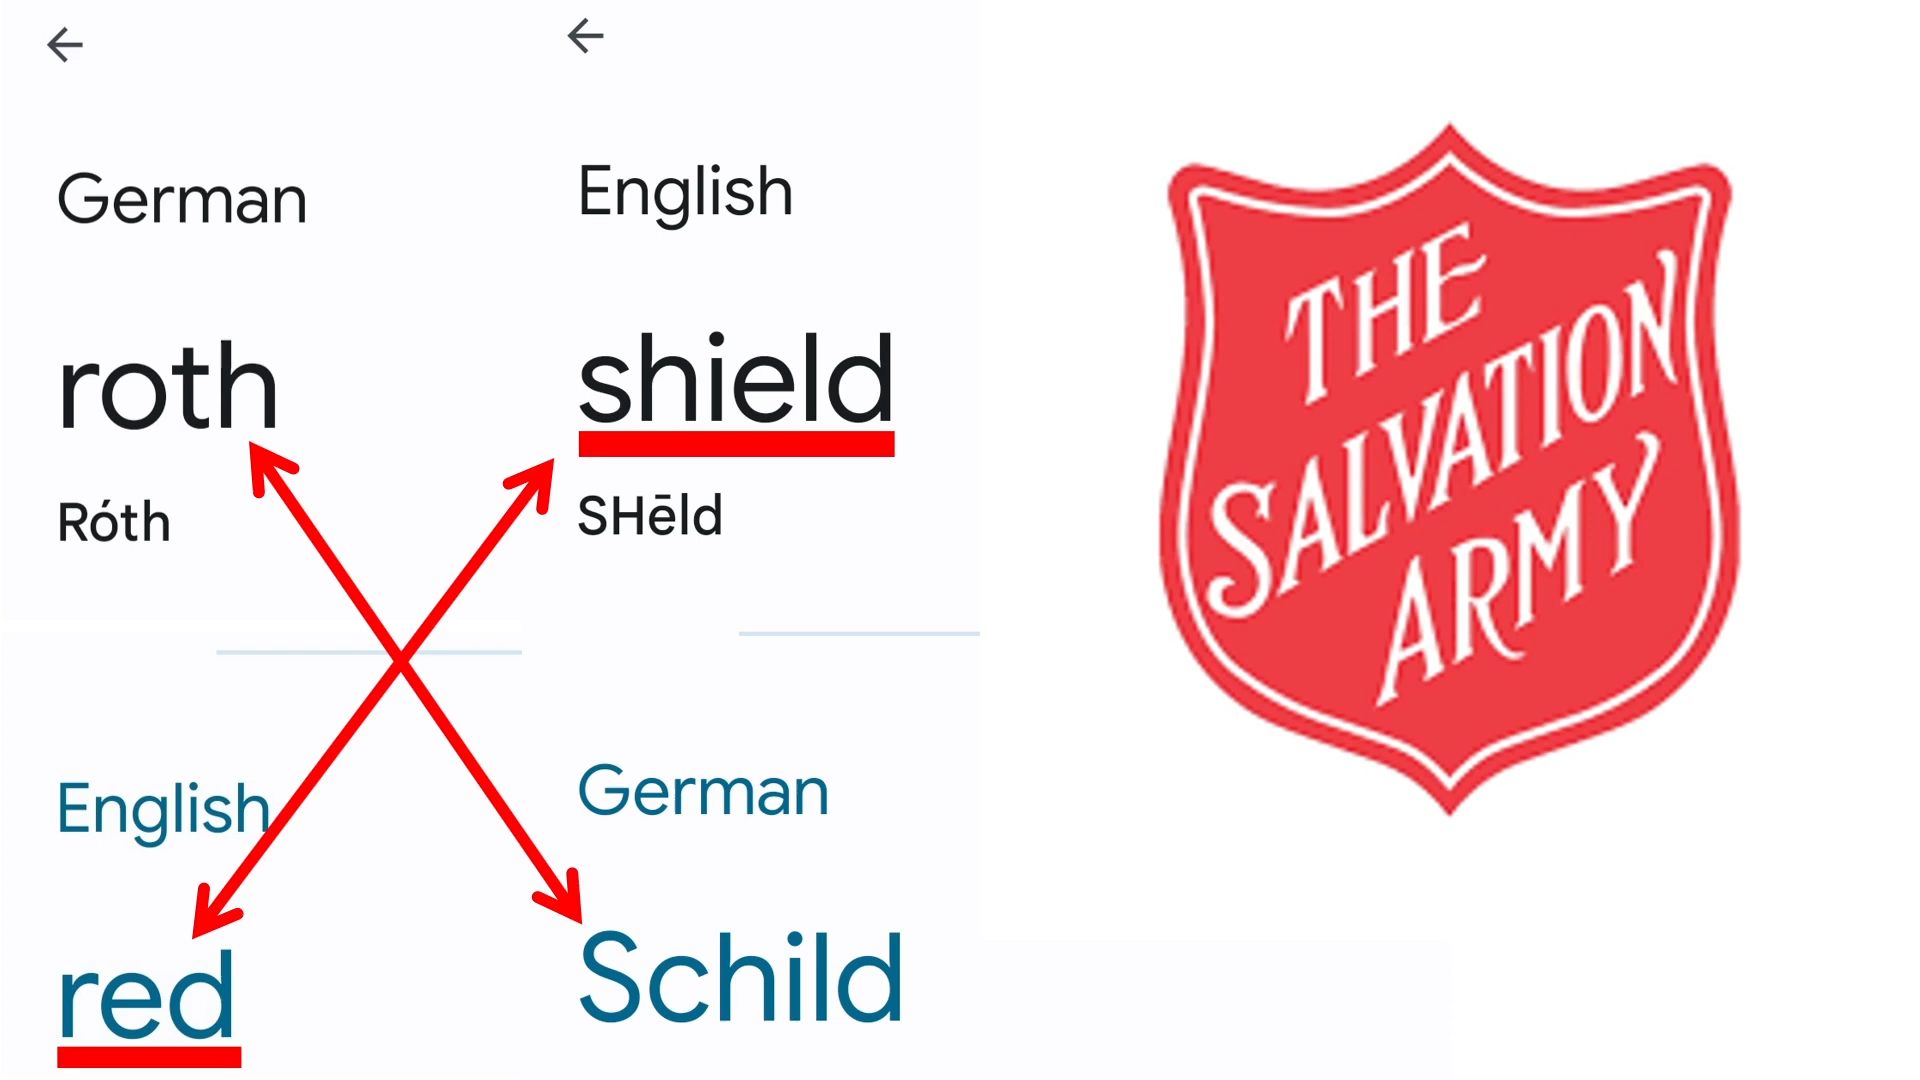 German
roth
Róth
English
red
English
shield
SHēld
German
Schild
THE
SALVATION
ARMY